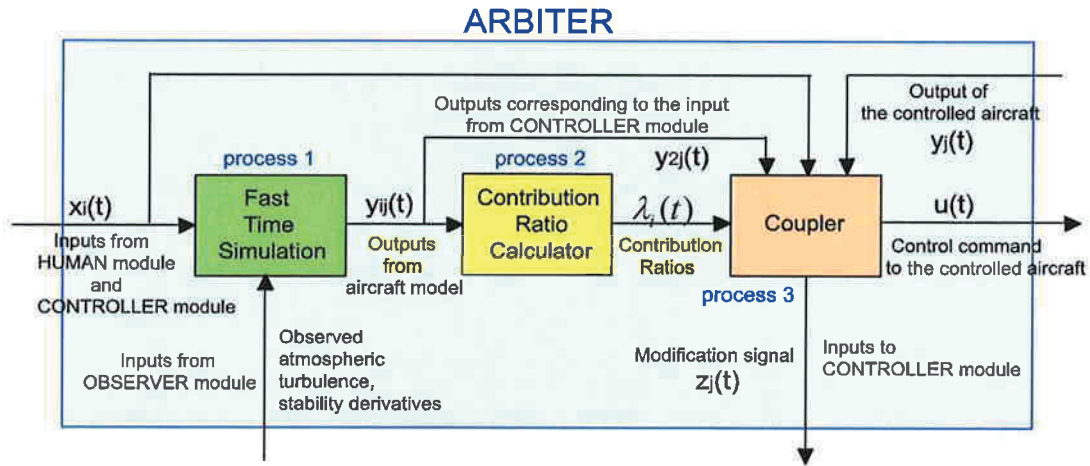 ARBITER
Outputs corresponding to the input
from CONTROLLER module
Output of
the controlled aircraft
yj(t)
process 1
process 2
y2j(t)
xi(t)
Fast
Time
Simulation
yij(t)
Contribution
Ratio
Calculator
λi(t)
Coupler
u(t)
Inputs from
HUMAN module
and
CONTROLLER module
Outputs
from
aircraft model
Contribution
Ratios
process 3
Control command
to the controlled aircraft
Inputs from
OBSERVER module
Observed
atmospheric
turbulence,
stability derivatives
Modification signal
zj(t)
Inputs to
CONTROLLER module